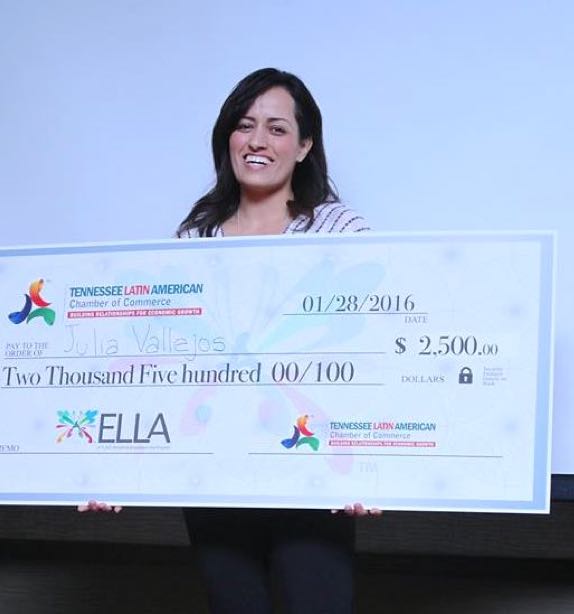 TENNESSEE LATIN AMERICAN
Chamber of Commerce
BUILDING RELATIONSHIPS FOR ECONOMIC GROWTH
01/28/2016
DATE
PAY TO THE
ORDER OF
Julia Vallejos
$ 2,500.00
Two Thousand Five hundred 00/100
DOLLARS
ELLA
TENNESSEE LATIN AMERICAN
Chamber of Commerce
BUILDING RELATIONSHIPS FOR ECONOMIC GROWTH
EMO
TM